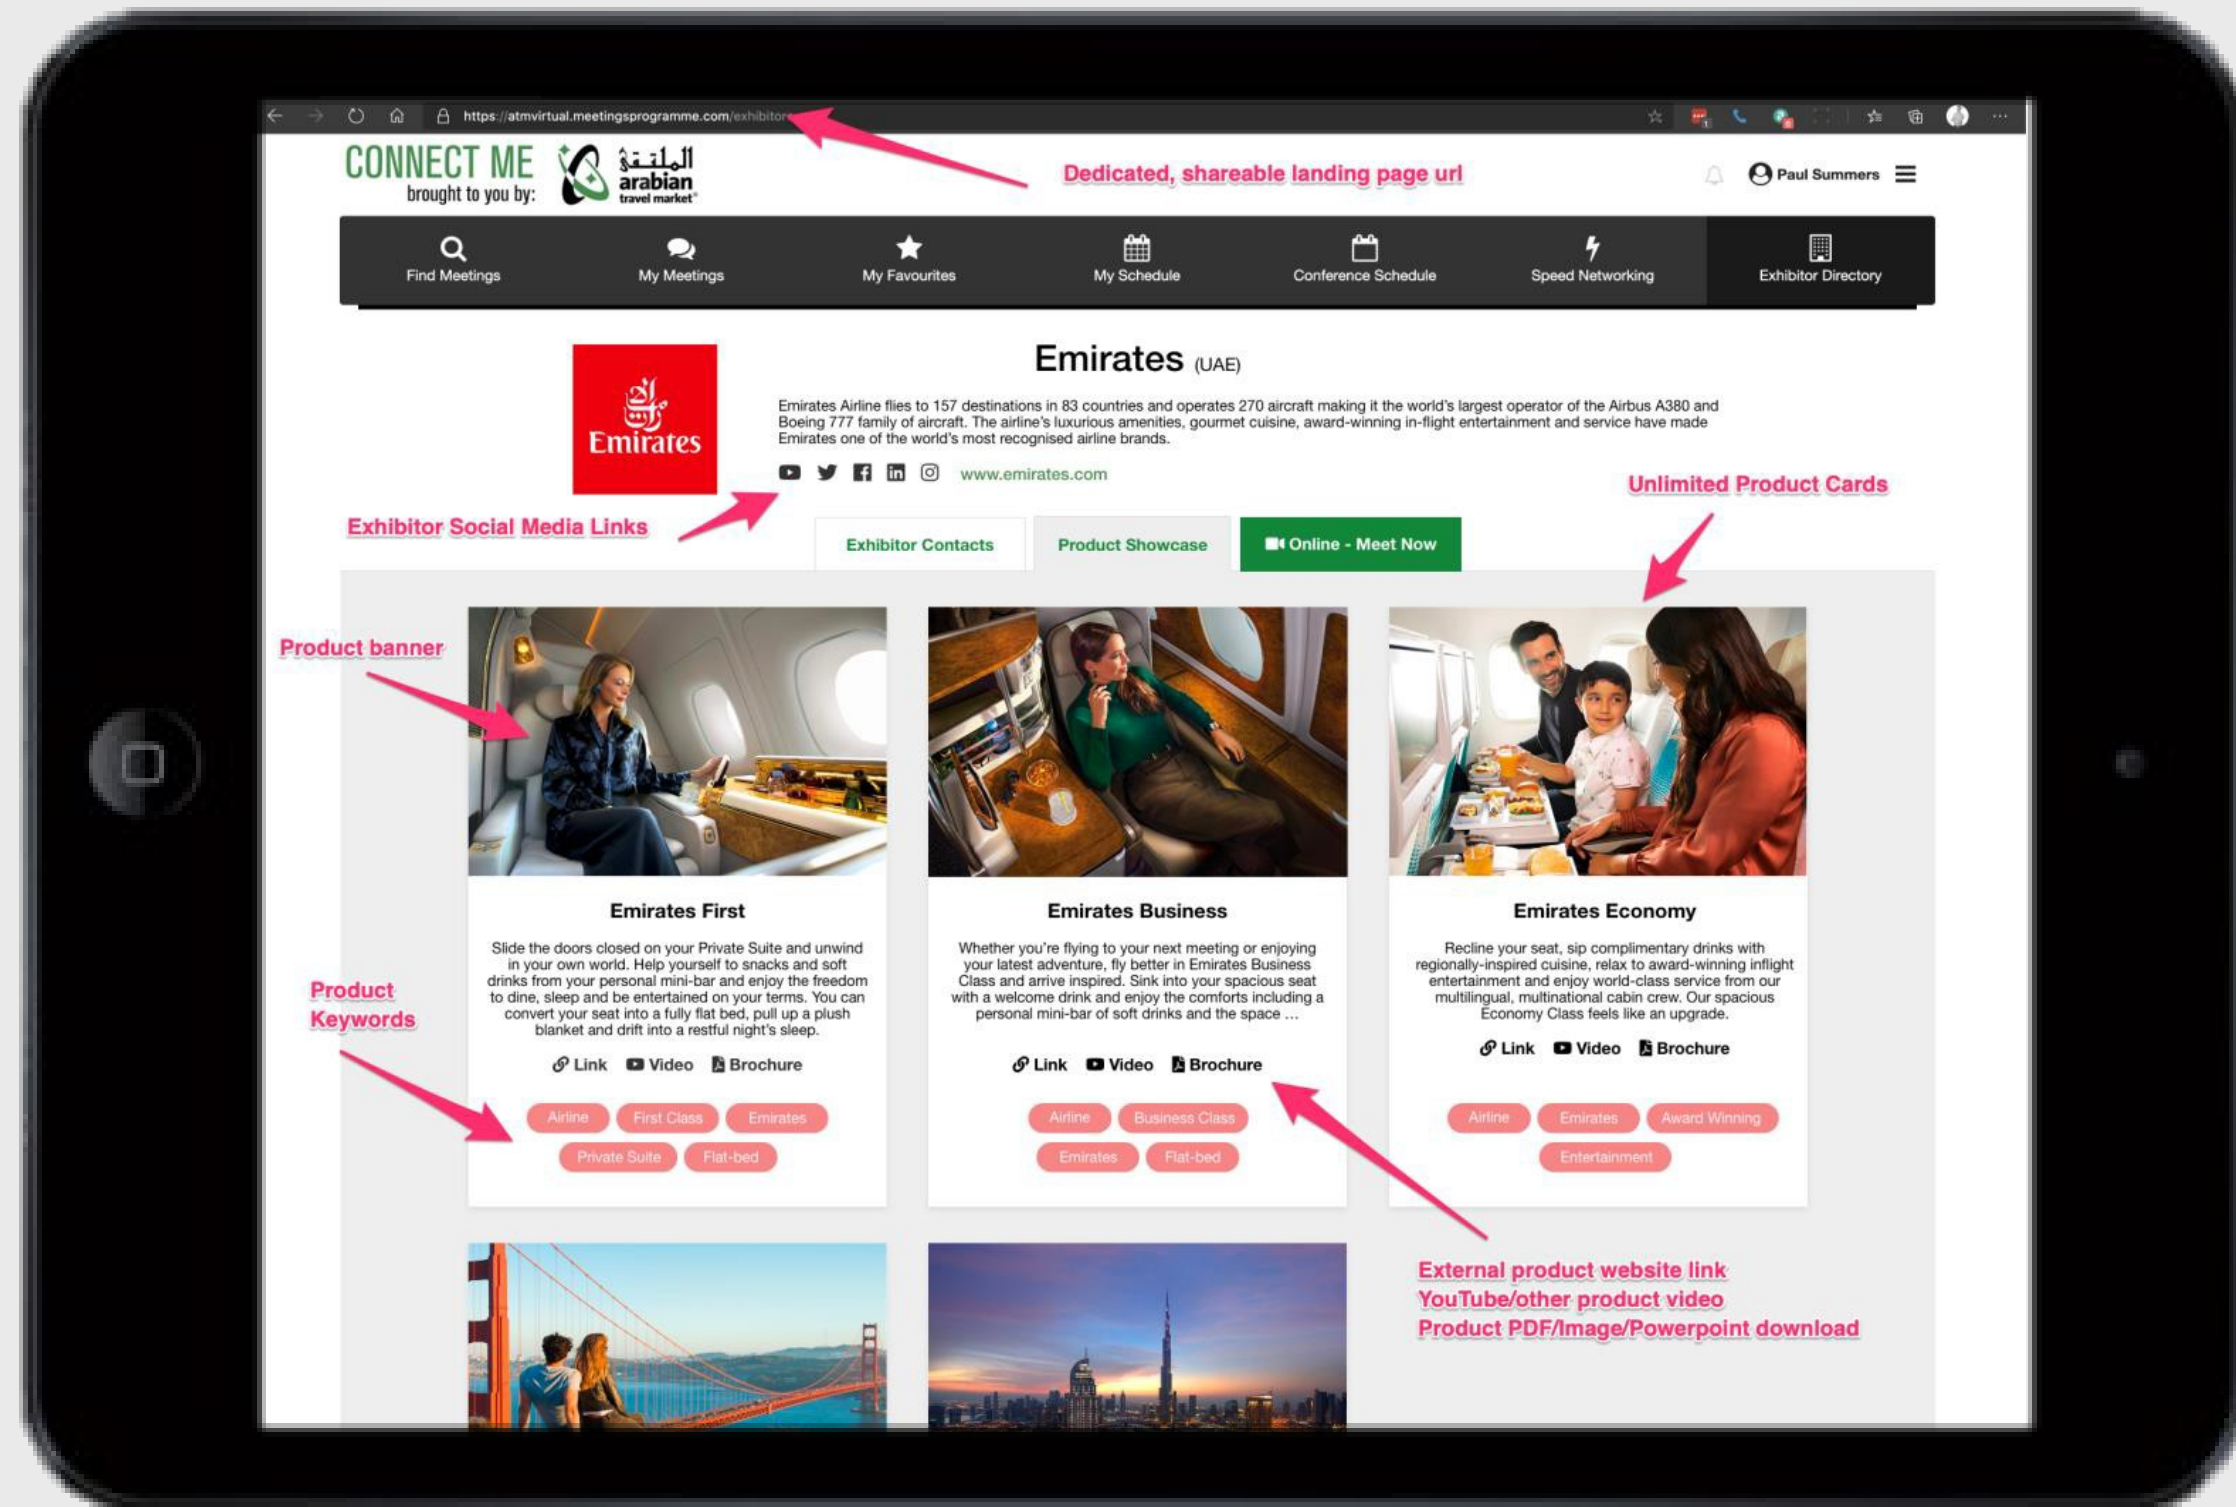 https://atmvirtual.meetingsprogramme.com/exhibitor
CONNECT ME
brought to you by:
الملتقى
arabian
travel market
Dedicated, shareable landing page url
Paul Summers
Find Meetings
My Meetings
My Favourites
My Schedule
Conference Schedule
Speed Networking
Exhibitor Directory
Emirates
Emirates (UAE)
Emirates Airline flies to 157 destinations in 83 countries and operates 270 aircraft making it the world's largest operator of the Airbus A380 and
Boeing 777 family of aircraft. The airline's luxurious amenities, gourmet cuisine, award-winning in-flight entertainment and service have made
Emirates one of the world's most recognised airline brands.
www.emirates.com
Exhibitor Social Media Links
Unlimited Product Cards
Exhibitor Contacts
Product Showcase
Online - Meet Now
Product banner
Emirates First
Slide the doors closed on your Private Suite and unwind
in your own world. Help yourself to snacks and soft
drinks from your personal mini-bar and enjoy the freedom
to dine, sleep and be entertained on your terms. You can
convert your seat into a fully flat bed, pull up a plush
blanket and drift into a restful night's sleep.
Link Video Brochure
Airline First Class Emirates
Private Suite Flat-bed
Product
Keywords
Emirates Business
Whether you're flying to your next meeting or enjoying
your latest adventure, fly better in Emirates Business
Class and arrive inspired. Sink into your spacious seat
with a welcome drink and enjoy the comforts including a
personal mini-bar of soft drinks and the space ...
Link Video Brochure
Airline Business Class
Emirates Flat-bed
Emirates Economy
Recline your seat, sip complimentary drinks with
regionally-inspired cuisine, relax to award-winning inflight
entertainment and enjoy world-class service from our
multilingual, multinational cabin crew. Our spacious
Economy Class feels like an upgrade.
Link Video Brochure
Airline Emirates Award Winning
Entertainment
External product website link
YouTube/other product video
Product PDF/Image/Powerpoint download